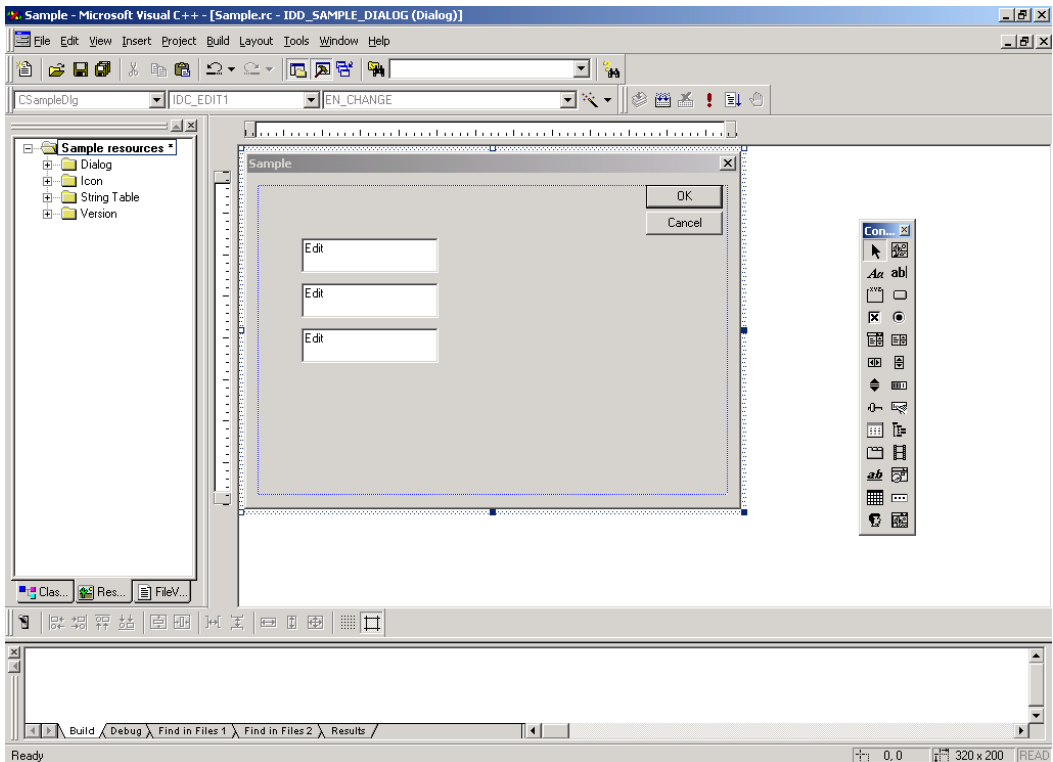 Sample - Microsoft Visual C++ - [Sample.rc - IDD_SAMPLE_DIALOG (Dialog)]
File Edit View Insert Project Build Layout Tools Window Help
CSampleDlg IDC_EDIT1 EN_CHANGE
Sample resources *
Dialog
Icon
String Table
Version
Sample
OK
Cancel
Edit
Edit
Edit
Con...
Aa ab|
XYZ
ab
Clas... Res... FileV...
Build Debug Find in Files 1 Find in Files 2 Results
Ready 0, 0 320 x 200 READ